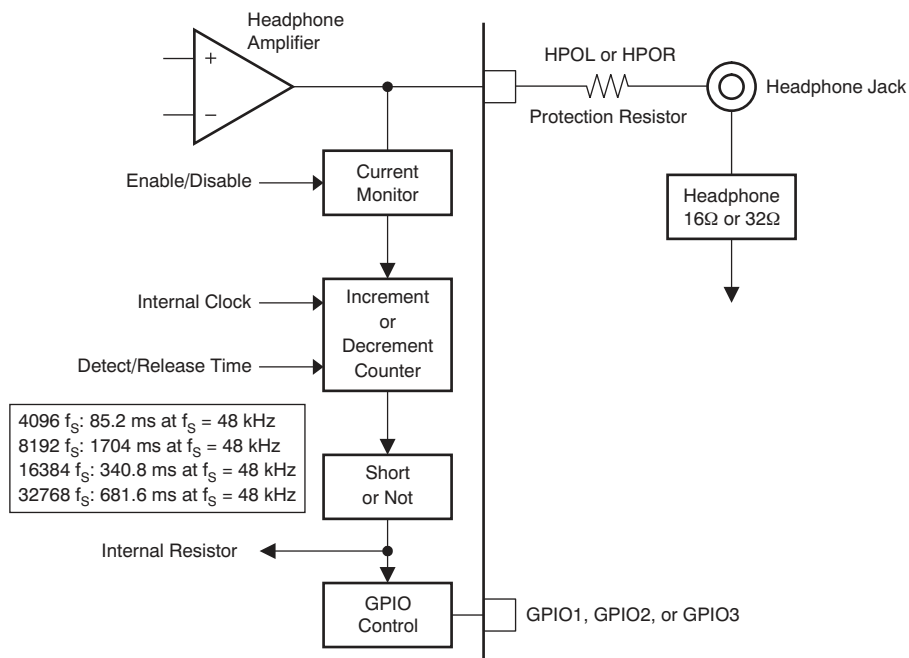 Headphone
Amplifier
+
−
HPOL or HPOR
Protection Resistor
Headphone Jack
Headphone
16Ω or 32Ω
Enable/Disable
Current
Monitor
Internal Clock
Detect/Release Time
Increment
or
Decrement
Counter
4096 fS: 85.2 ms at fS = 48 kHz
8192 fS: 1704 ms at fS = 48 kHz
16384 fS: 340.8 ms at fS = 48 kHz
32768 fS: 681.6 ms at fS = 48 kHz
Short
or Not
Internal Resistor
GPIO
Control
GPIO1, GPIO2, or GPIO3